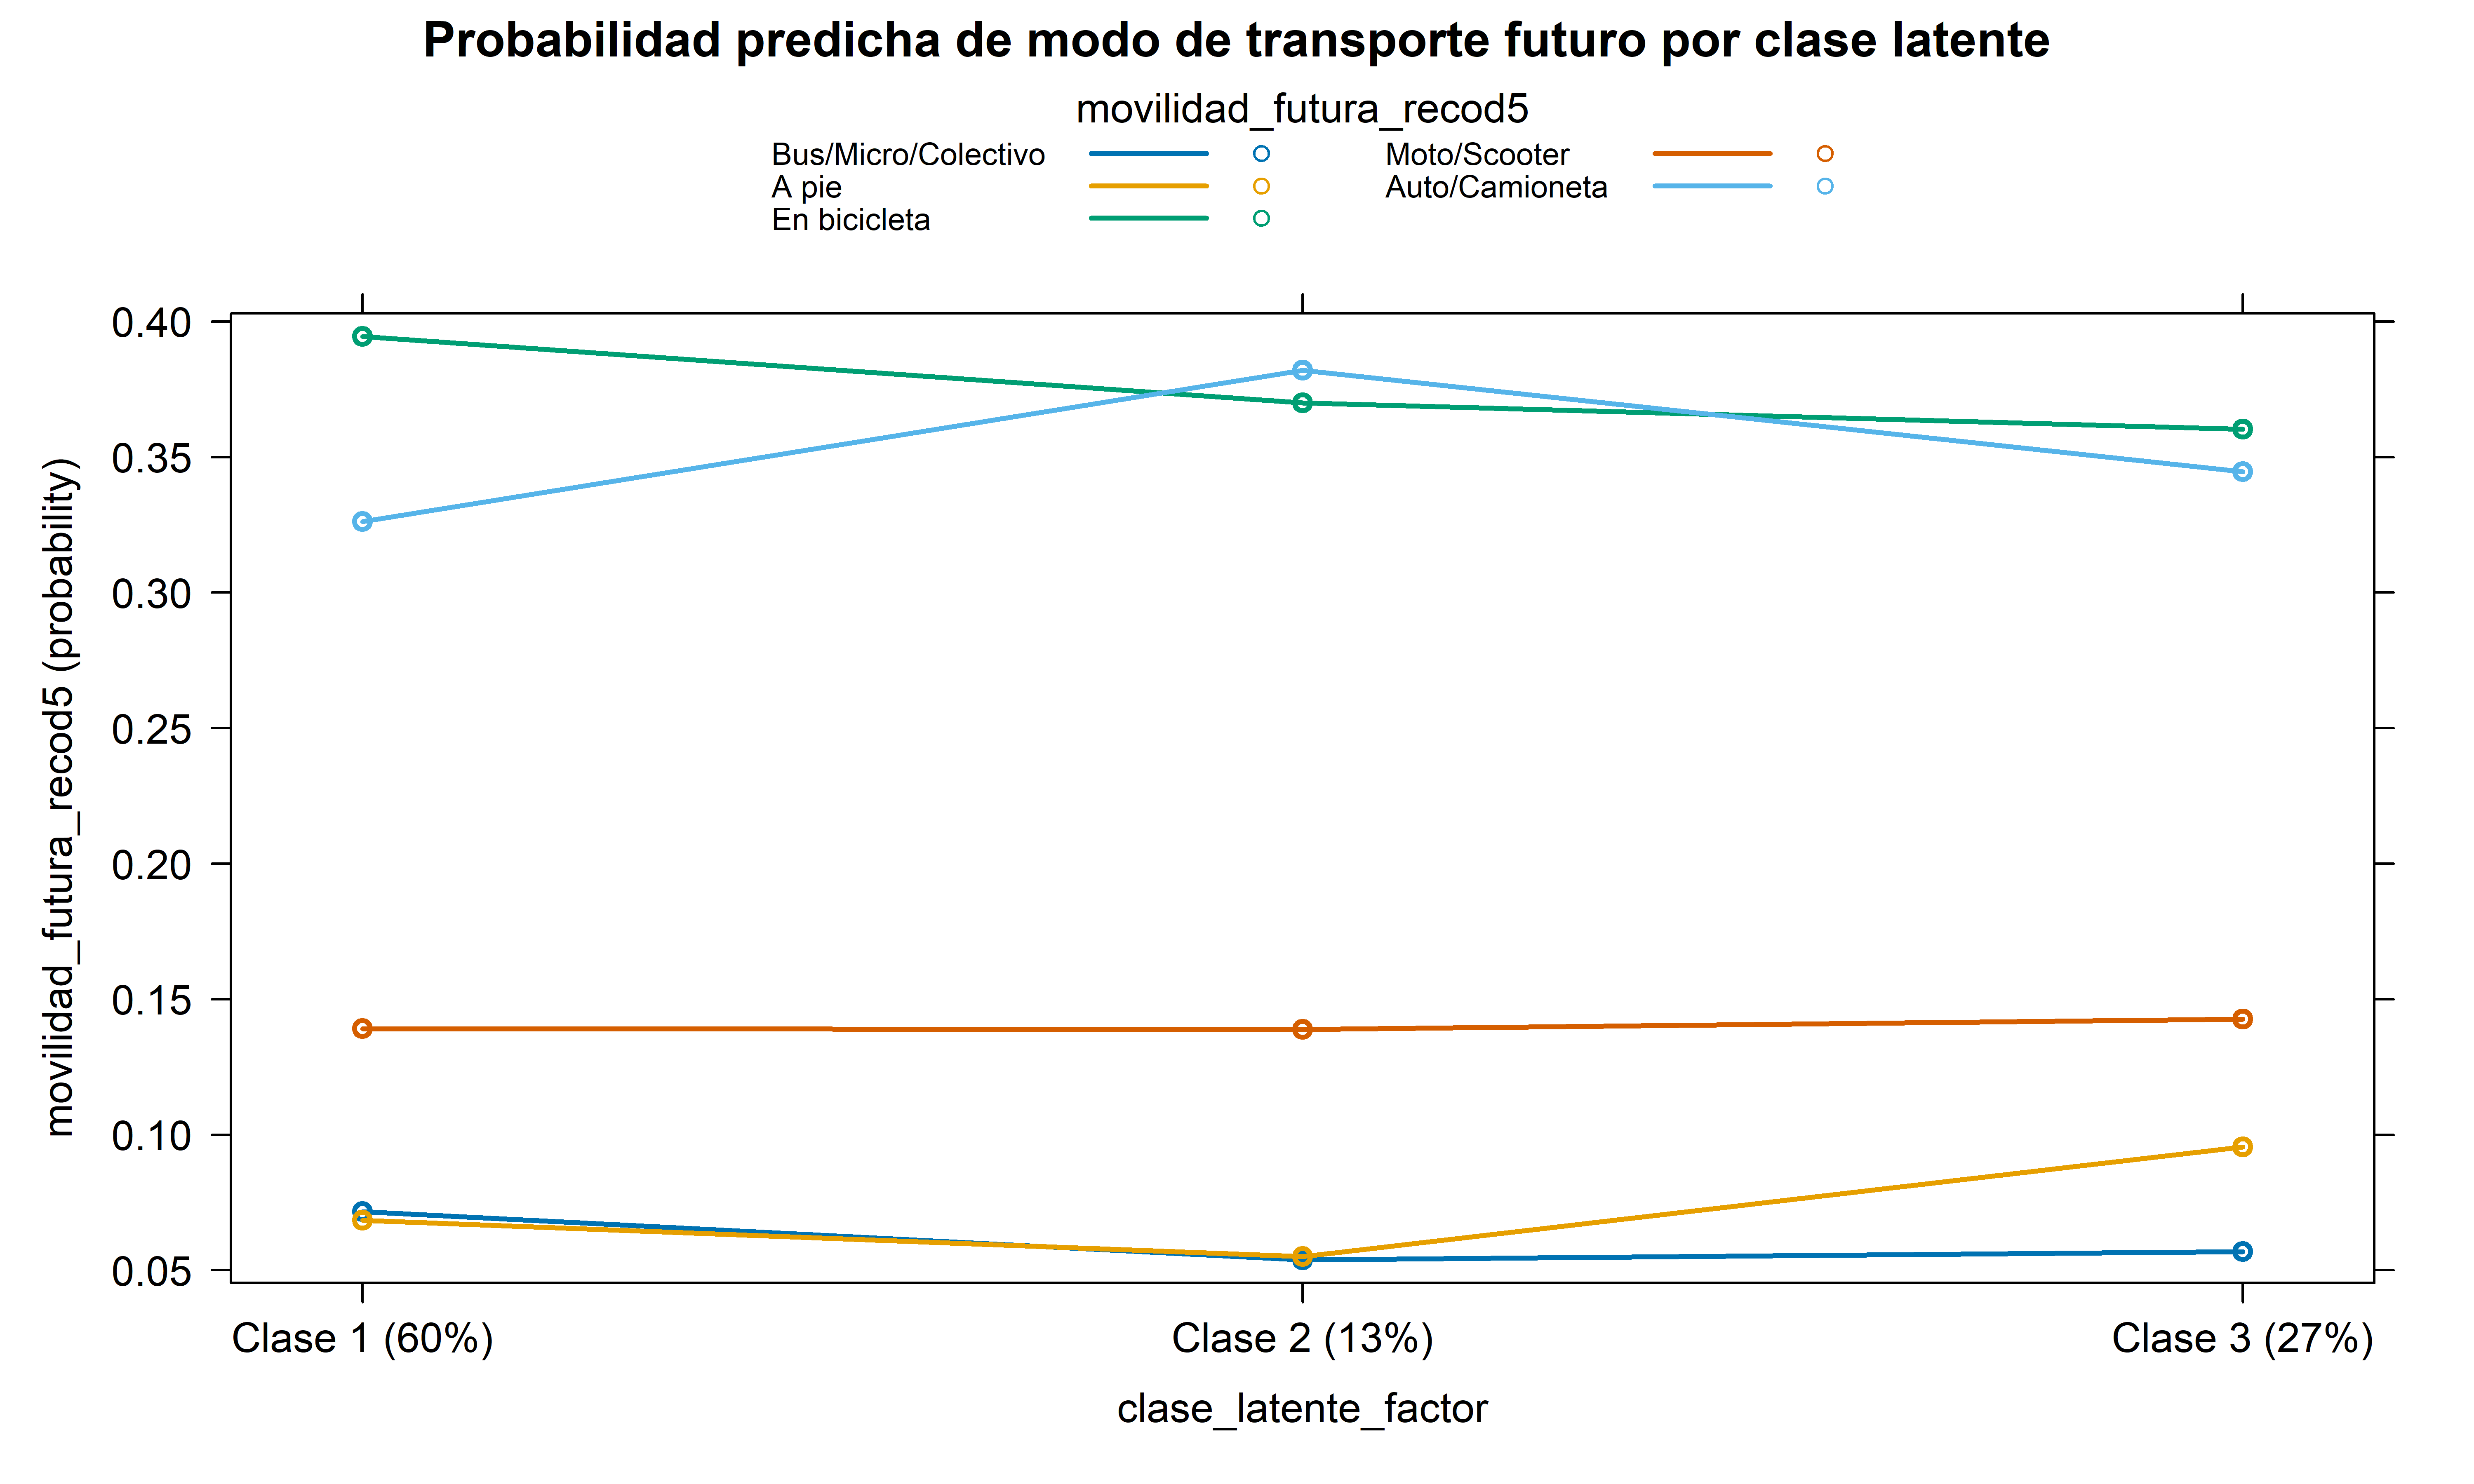 Probabilidad predicha de modo de transporte futuro por clase latente
movilidad_futura_recod5
Bus/Micro/Colectivo
A pie
En bicicleta
Moto/Scooter
Auto/Camioneta
movilidad_futura_recod5 (probability)
0.40
0.35
0.30
0.25
0.20
0.15
0.10
0.05
Clase 1 (60%)
Clase 2 (13%)
Clase 3 (27%)
clase_latente_factor